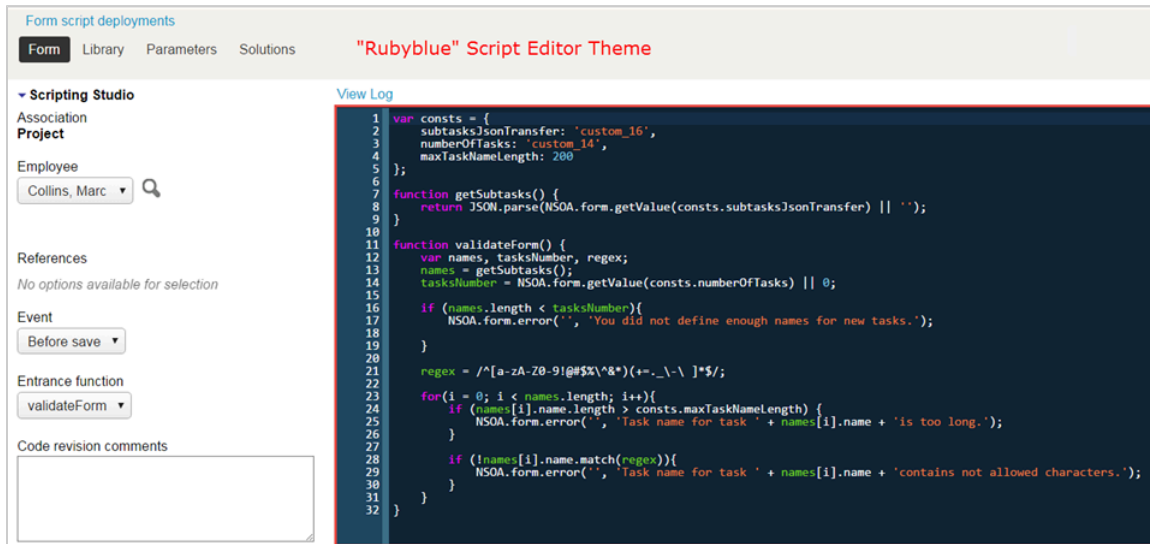 Form script deployments
Form Library Parameters Solutions
"Rubyblue" Script Editor Theme
Scripting Studio
Association
Project
Employee
Collins, Marc
References
No options available for selection
Event
Before save
Entrance function
validateForm
Code revision comments
View Log
1 var consts = {
2     subtasksJsonTransfer: 'custom_16',
3     numberOfTasks: 'custom_14',
4     maxTaskNameLength: 200
5 };
6
7 function getSubtasks() {
8     return JSON.parse(NSOA.form.getValue(consts.subtasksJsonTransfer) || '');
9 }
10
11 function validateForm() {
12     var names, tasksNumber, regex;
13     names = getSubtasks();
14     tasksNumber = NSOA.form.getValue(consts.numberOfTasks) || 0;
15
16     if (names.length < tasksNumber){
17         NSOA.form.error('', 'You did not define enough names for new tasks.');
18
19     }
20
21     regex = /^[a-zA-Z0-9!@#$%\^&*)(+=._\-\ ]*$/;
22
23     for(i = 0; i < names.length; i++){
24         if (names[i].name.length > consts.maxTaskNameLength) {
25             NSOA.form.error('', 'Task name for task ' + names[i].name + 'is too long.');
26         }
27
28         if (!names[i].name.match(regex)){
29             NSOA.form.error('', 'Task name for task ' + names[i].name + 'contains not allowed characters.');
30         }
31     }
32 }